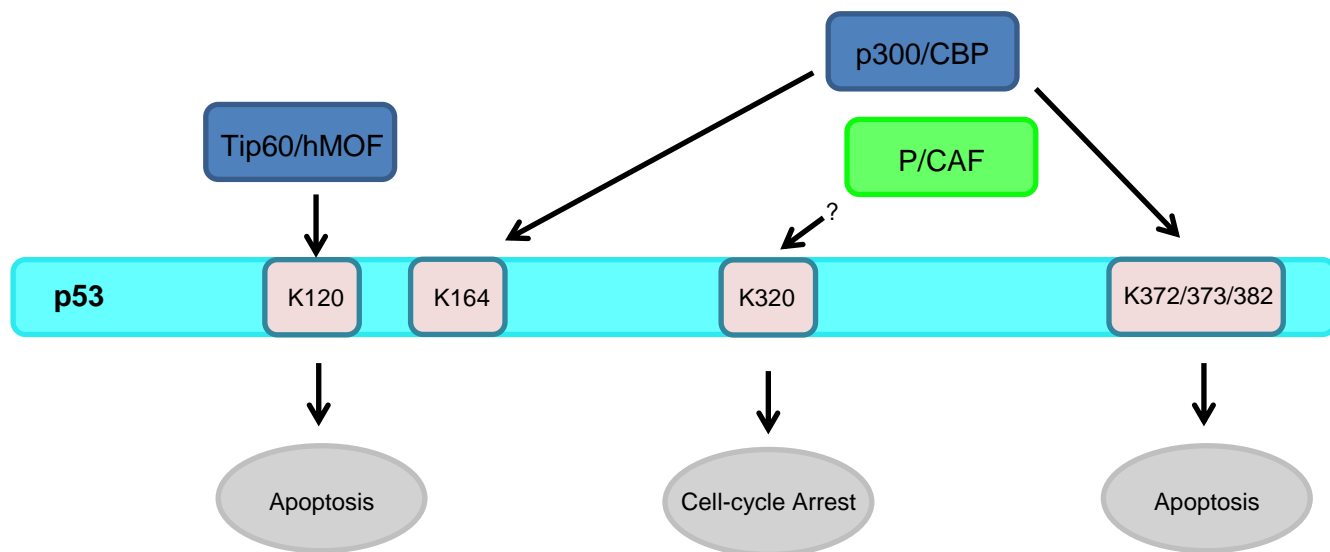 p300/CBP
Tip60/hMOF
P/CAF
?
p53
K120
K164
K320
K372/373/382
Apoptosis
Cell-cycle Arrest
Apoptosis